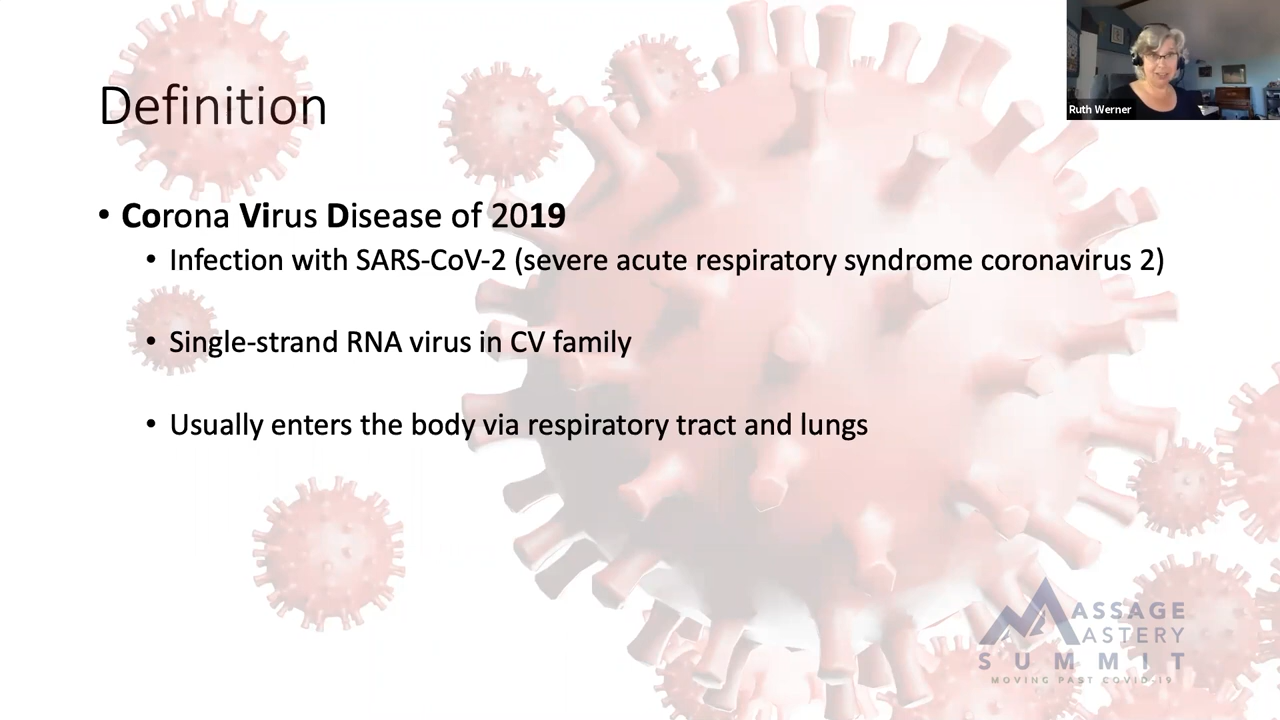 Definition
Ruth Werner
• Corona Virus Disease of 2019
• Infection with SARS-CoV-2 (severe acute respiratory syndrome coronavirus 2)
• Single-strand RNA virus in CV family
• Usually enters the body via respiratory tract and lungs
MASSAGE
MASTERY
SUMMIT
MOVING PAST COVID-19